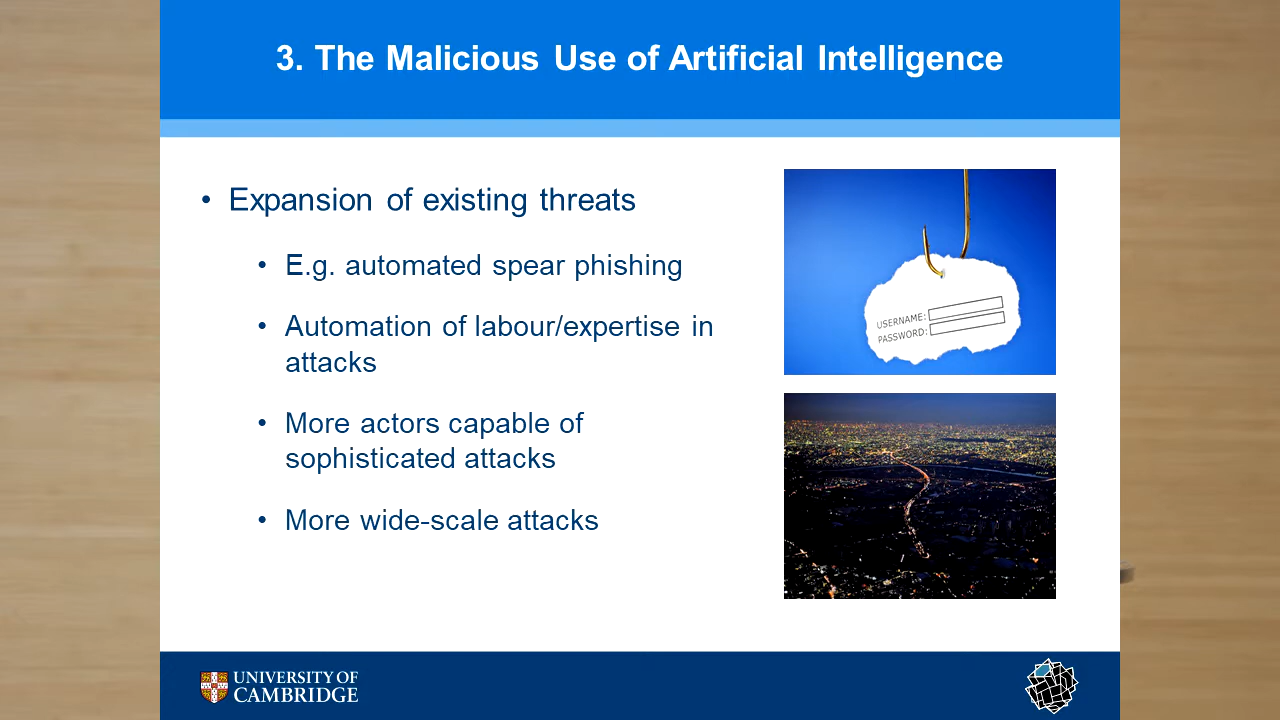 3. The Malicious Use of Artificial Intelligence
• Expansion of existing threats
• E.g. automated spear phishing
• Automation of labour/expertise in
attacks
• More actors capable of
sophisticated attacks
• More wide-scale attacks
USERNAME:
PASSWORD:
UNIVERSITY OF
CAMBRIDGE